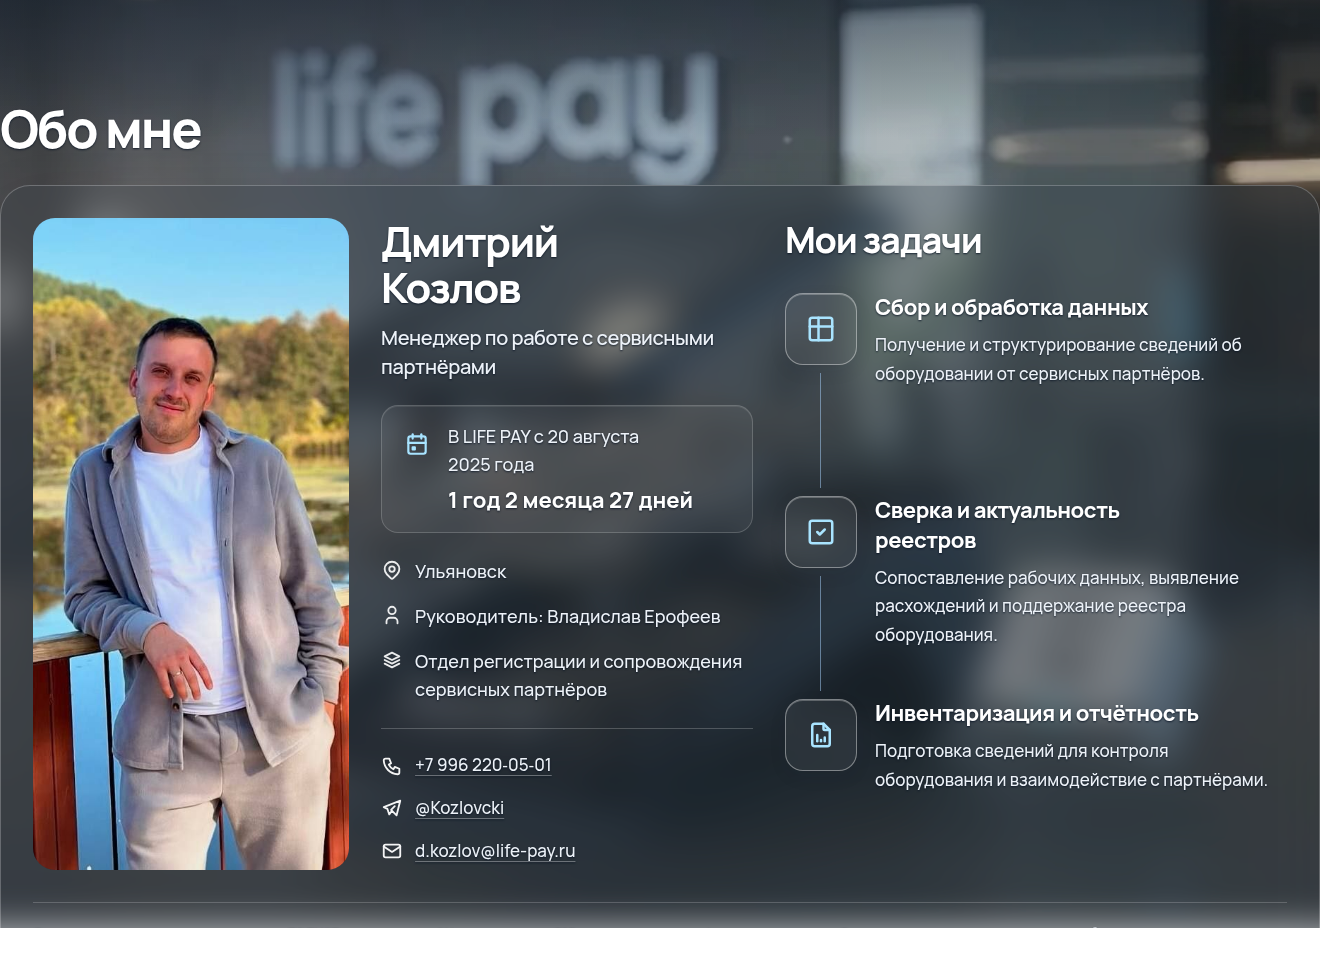 life pay
Обо мне
Дмитрий
Козлов
Менеджер по работе с сервисными
партнёрами
В LIFE PAY с 20 августа
2025 года
1 год 2 месяца 27 дней
Ульяновск
Руководитель: Владислав Ерофеев
Отдел регистрации и сопровождения
сервисных партнёров
+7 996 220-05-01
@Kozlovcki
d.kozlov@life-pay.ru
Мои задачи
Сбор и обработка данных
Получение и структурирование сведений об
оборудовании от сервисных партнёров.
Сверка и актуальность
реестров
Сопоставление рабочих данных, выявление
расхождений и поддержание реестра
оборудования.
Инвентаризация и отчётность
Подготовка сведений для контроля
оборудования и взаимодействие с партнёрами.